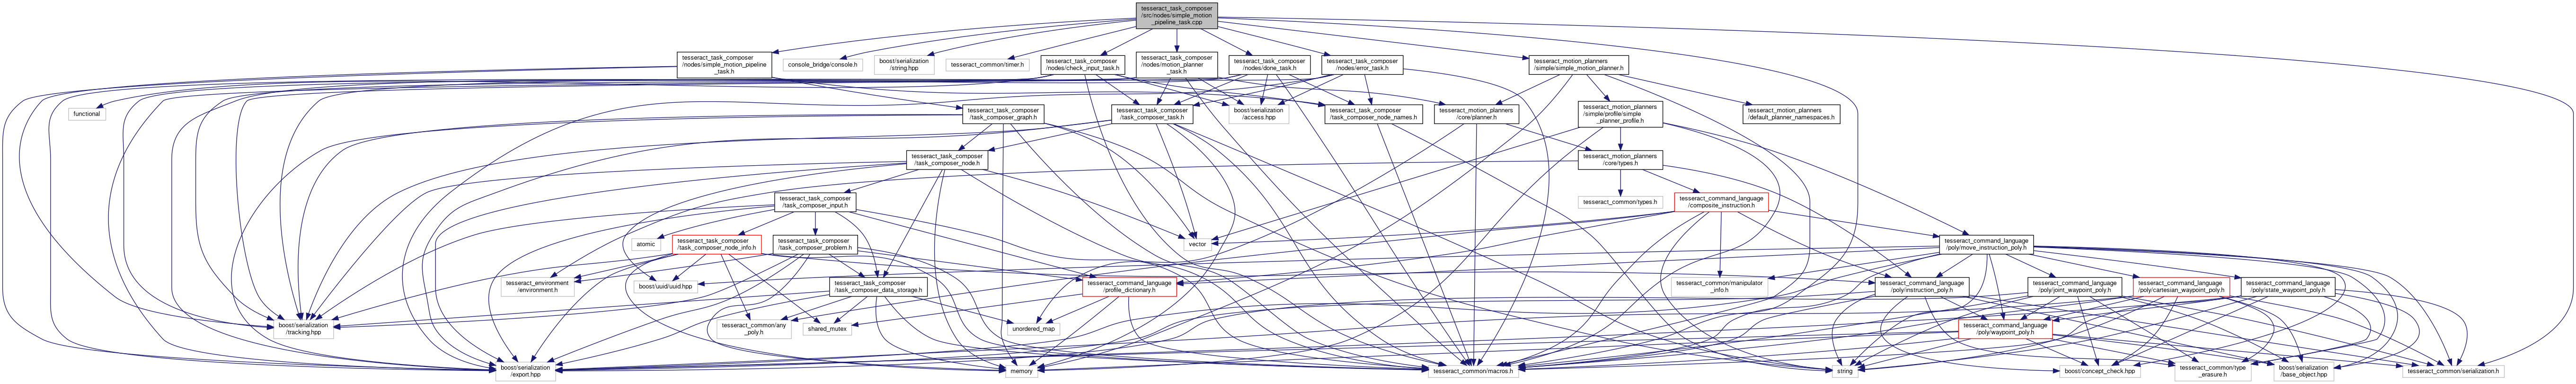 tesseract_task_composer
/src/nodes/simple_motion
_pipeline_task.cpp
tesseract_task_composer
/nodes/simple_motion_pipeline
_task.h
console_bridge/console.h
boost/serialization
/string.hpp
tesseract_common/timer.h
tesseract_task_composer
/nodes/check_input_task.h
tesseract_task_composer
/nodes/motion_planner
_task.h
tesseract_task_composer
/nodes/done_task.h
tesseract_task_composer
/nodes/error_task.h
tesseract_motion_planners
/simple/simple_motion_planner.h
functional
tesseract_task_composer
/task_composer_graph.h
tesseract_task_composer
/task_composer_task.h
boost/serialization
/access.hpp
tesseract_task_composer
/task_composer_node_names.h
tesseract_motion_planners
/core/planner.h
tesseract_motion_planners
/simple/profile/simple
_planner_profile.h
tesseract_motion_planners
/default_planner_namespaces.h
tesseract_task_composer
/task_composer_node.h
tesseract_motion_planners
/core/types.h
tesseract_task_composer
/task_composer_input.h
tesseract_common/types.h
tesseract_command_language
/composite_instruction.h
atomic
tesseract_task_composer
/task_composer_node_info.h
tesseract_task_composer
/task_composer_problem.h
vector
tesseract_command_language
/poly/move_instruction_poly.h
tesseract_environment
/environment.h
boost/uuid/uuid.hpp
tesseract_task_composer
/task_composer_data_storage.h
tesseract_command_language
/profile_dictionary.h
tesseract_common/manipulator
_info.h
tesseract_command_language
/poly/instruction_poly.h
tesseract_command_language
/poly/joint_waypoint_poly.h
tesseract_command_language
/poly/cartesian_waypoint_poly.h
tesseract_command_language
/poly/state_waypoint_poly.h
boost/serialization
/tracking.hpp
tesseract_common/any
_poly.h
shared_mutex
unordered_map
tesseract_command_language
/poly/waypoint_poly.h
boost/serialization
/export.hpp
memory
tesseract_common/macros.h
string
boost/concept_check.hpp
tesseract_common/type
_erasure.h
boost/serialization
/base_object.hpp
tesseract_common/serialization.h